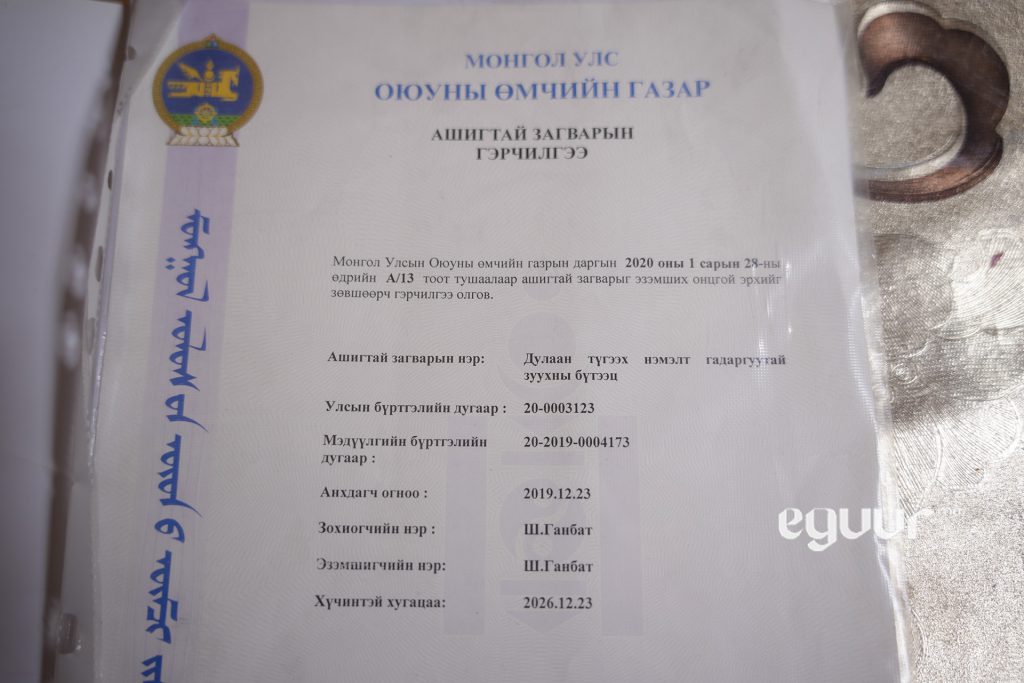 МОНГОЛ УЛС
ОЮУНЫ ӨМЧИЙН ГАЗАР
АШИГТАЙ ЗАГВАРЫН
ГЭРЧИЛГЭЭ
Монгол Улсын Оюуны өмчийн газрын даргын 2020 оны 1 сарын 28-ны
өдрийн А/13 тоот тушаалаар ашигтай загварыг эзэмших онцгой эрхийг
зөвшөөрч гэрчилгээ олгов.
Ашигтай загварын нэр: Дулаан түгээх нэмэлт гадаргуутай
зуухны бүтээц
Улсын бүртгэлийн дугаар : 20-0003123
Мэдүүлгийн бүртгэлийн 20-2019-0004173
дугаар :
Анхдагч огноо : 2019.12.23
Зохиогчийн нэр : Ш.Ганбат
Эзэмшигчийн нэр: Ш.Ганбат
Хүчинтэй хугацаа: 2026.12.23
eguur